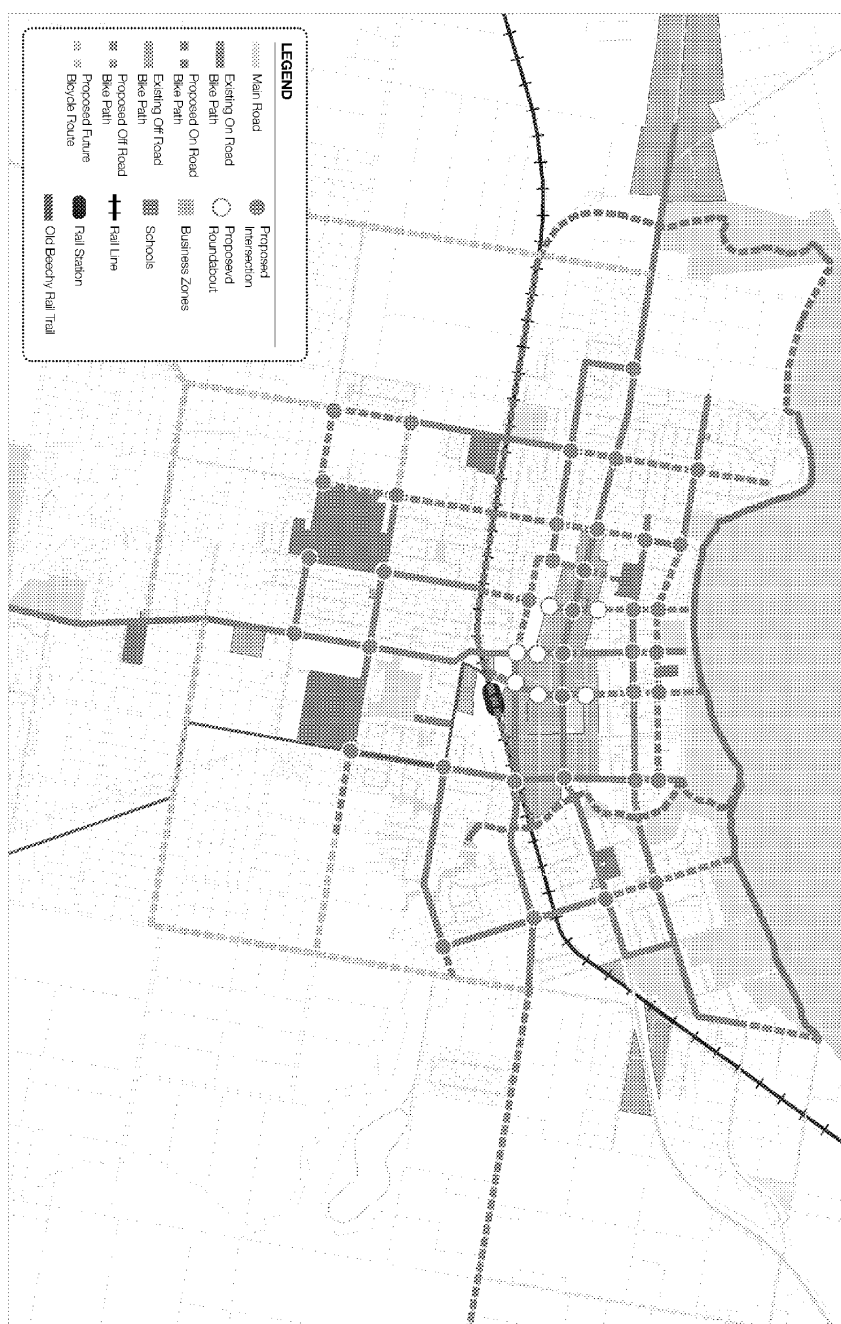 LEGEND
Main Road
Existing On Road
Bike Path
Proposed On Road
Bike Path
Existing Off Road
Bike Path
Proposed Off Road
Bike Path
Proposed Future
Bicycle Route
Proposed
Intersection
Proposevd
Roundabout
Business Zones
Schools
Rail Line
Rail Station
Old Beechy Rail Trail